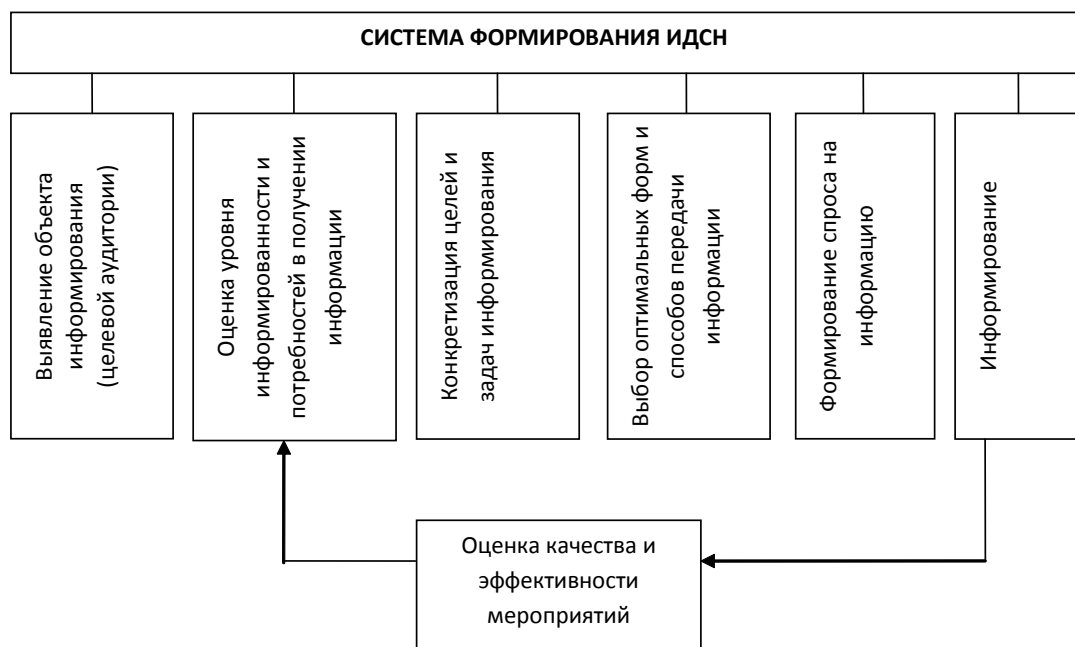 СИСТЕМА ФОРМИРОВАНИЯ ИДСН
Выявление объекта
информирования
(целевой аудитории)
Оценка уровня
информированности и
потребностей в получении
информации
Конкретизация целей и
задач информирования
Выбор оптимальных форм и
способов передачи
информации
Формирование спроса на
информацию
Информирование
Оценка качества и
эффективности
мероприятий